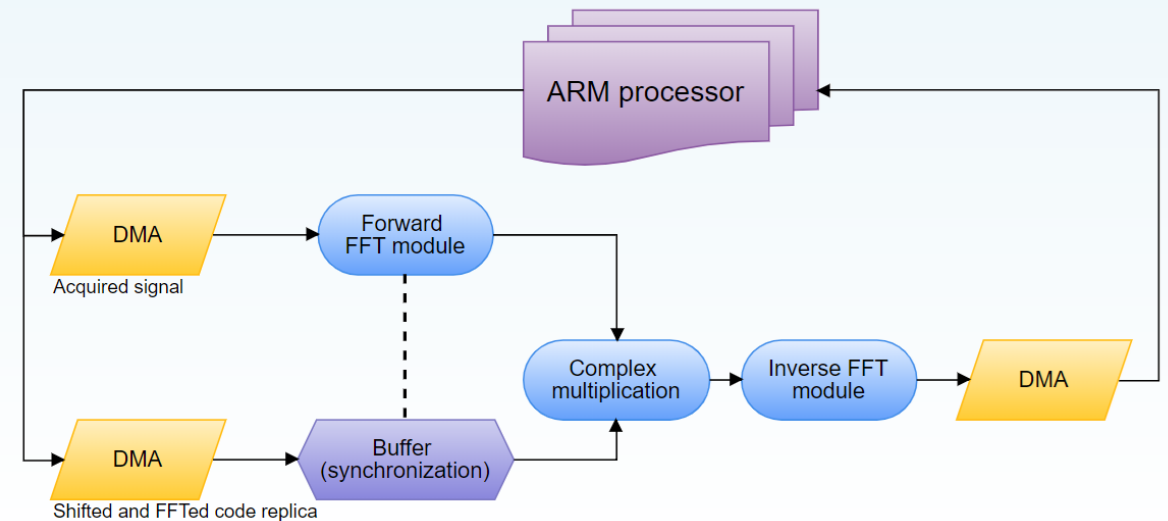 ARM processor
DMA
Forward
FFT module
Acquired signal
Complex
multiplication
Inverse FFT
module
DMA
DMA
Buffer
(synchronization)
Shifted and FFTed code replica